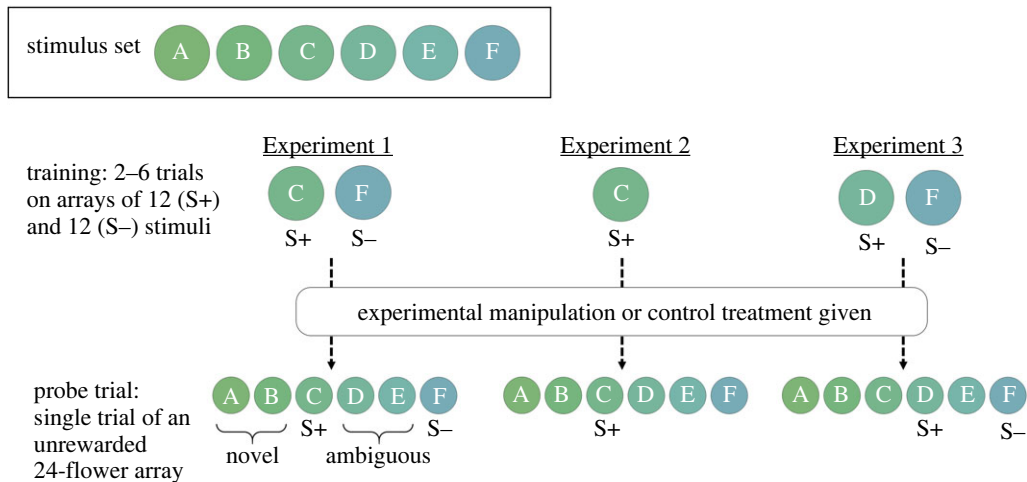 stimulus set A B C D E F
Experiment 1 Experiment 2 Experiment 3
training: 2–6 trials
on arrays of 12 (S+)
and 12 (S–) stimuli
C F C D F
S+ S– S+ S+ S–
experimental manipulation or control treatment given
probe trial:
single trial of an
unrewarded
24-flower array
A B C D E F A B C D E F A B C D E F
S+ S– S+ S+ S–
novel ambiguous